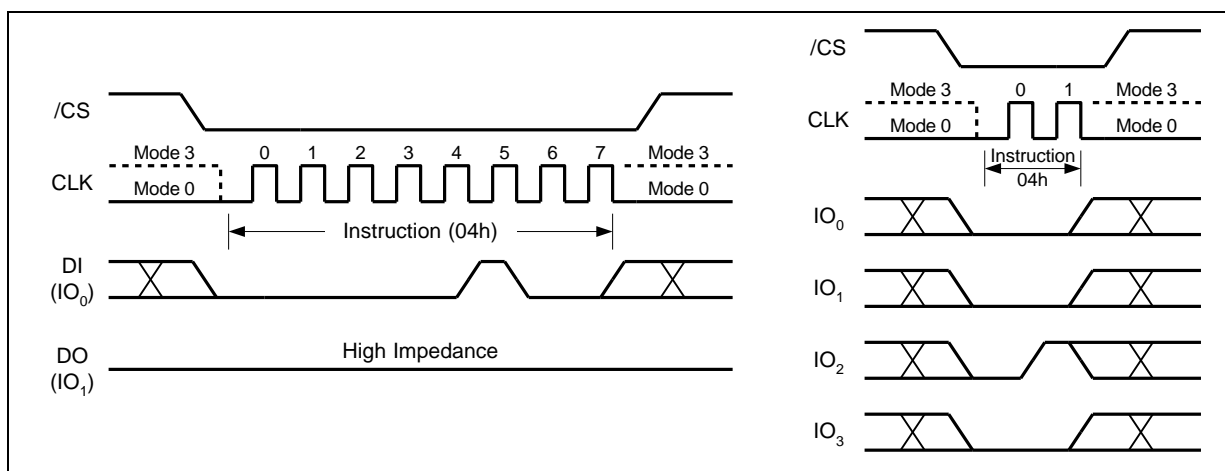 /CS
Mode 3
0 1 2 3 4 5 6 7
Mode 3
CLK
Mode 0
Mode 0
Instruction (04h)
DI
(IO0)
High Impedance
DO
(IO1)
/CS
Mode 3
0 1
Mode 3
CLK
Mode 0
Mode 0
Instruction
04h
IO0
IO1
IO2
IO3